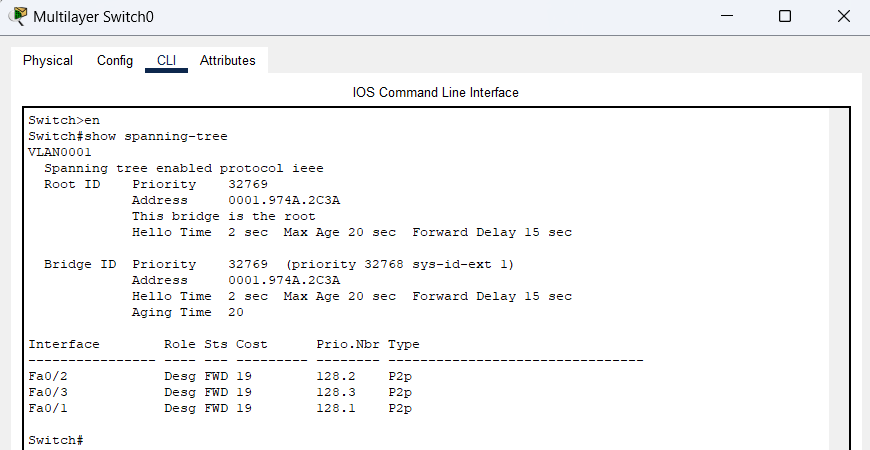 Multilayer Switch0
Physical Config CLI Attributes
IOS Command Line Interface
Switch>en
Switch#show spanning-tree
VLAN0001
  Spanning tree enabled protocol ieee
  Root ID    Priority    32769
             Address     0001.974A.2C3A
             This bridge is the root
             Hello Time  2 sec  Max Age 20 sec  Forward Delay 15 sec

  Bridge ID  Priority    32769  (priority 32768 sys-id-ext 1)
             Address     0001.974A.2C3A
             Hello Time  2 sec  Max Age 20 sec  Forward Delay 15 sec
             Aging Time  20

Interface        Role Sts Cost      Prio.Nbr Type
---------------- ---- --- --------- -------- --------------------------------
Fa0/2            Desg FWD 19        128.2    P2p
Fa0/3            Desg FWD 19        128.3    P2p
Fa0/1            Desg FWD 19        128.1    P2p

Switch#